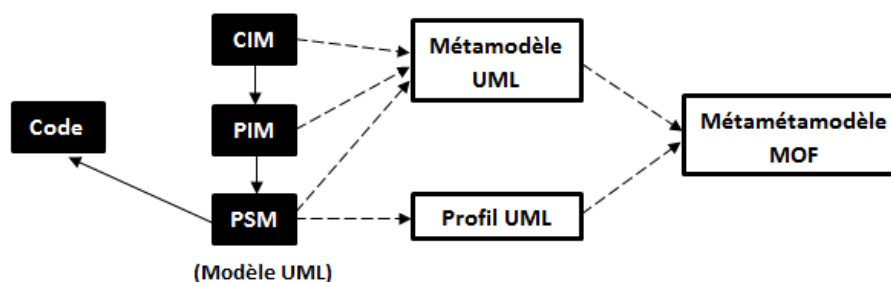 CIM
Métamodèle
UML
Code
PIM
Métamétamodèle
MOF
PSM
Profil UML
(Modèle UML)